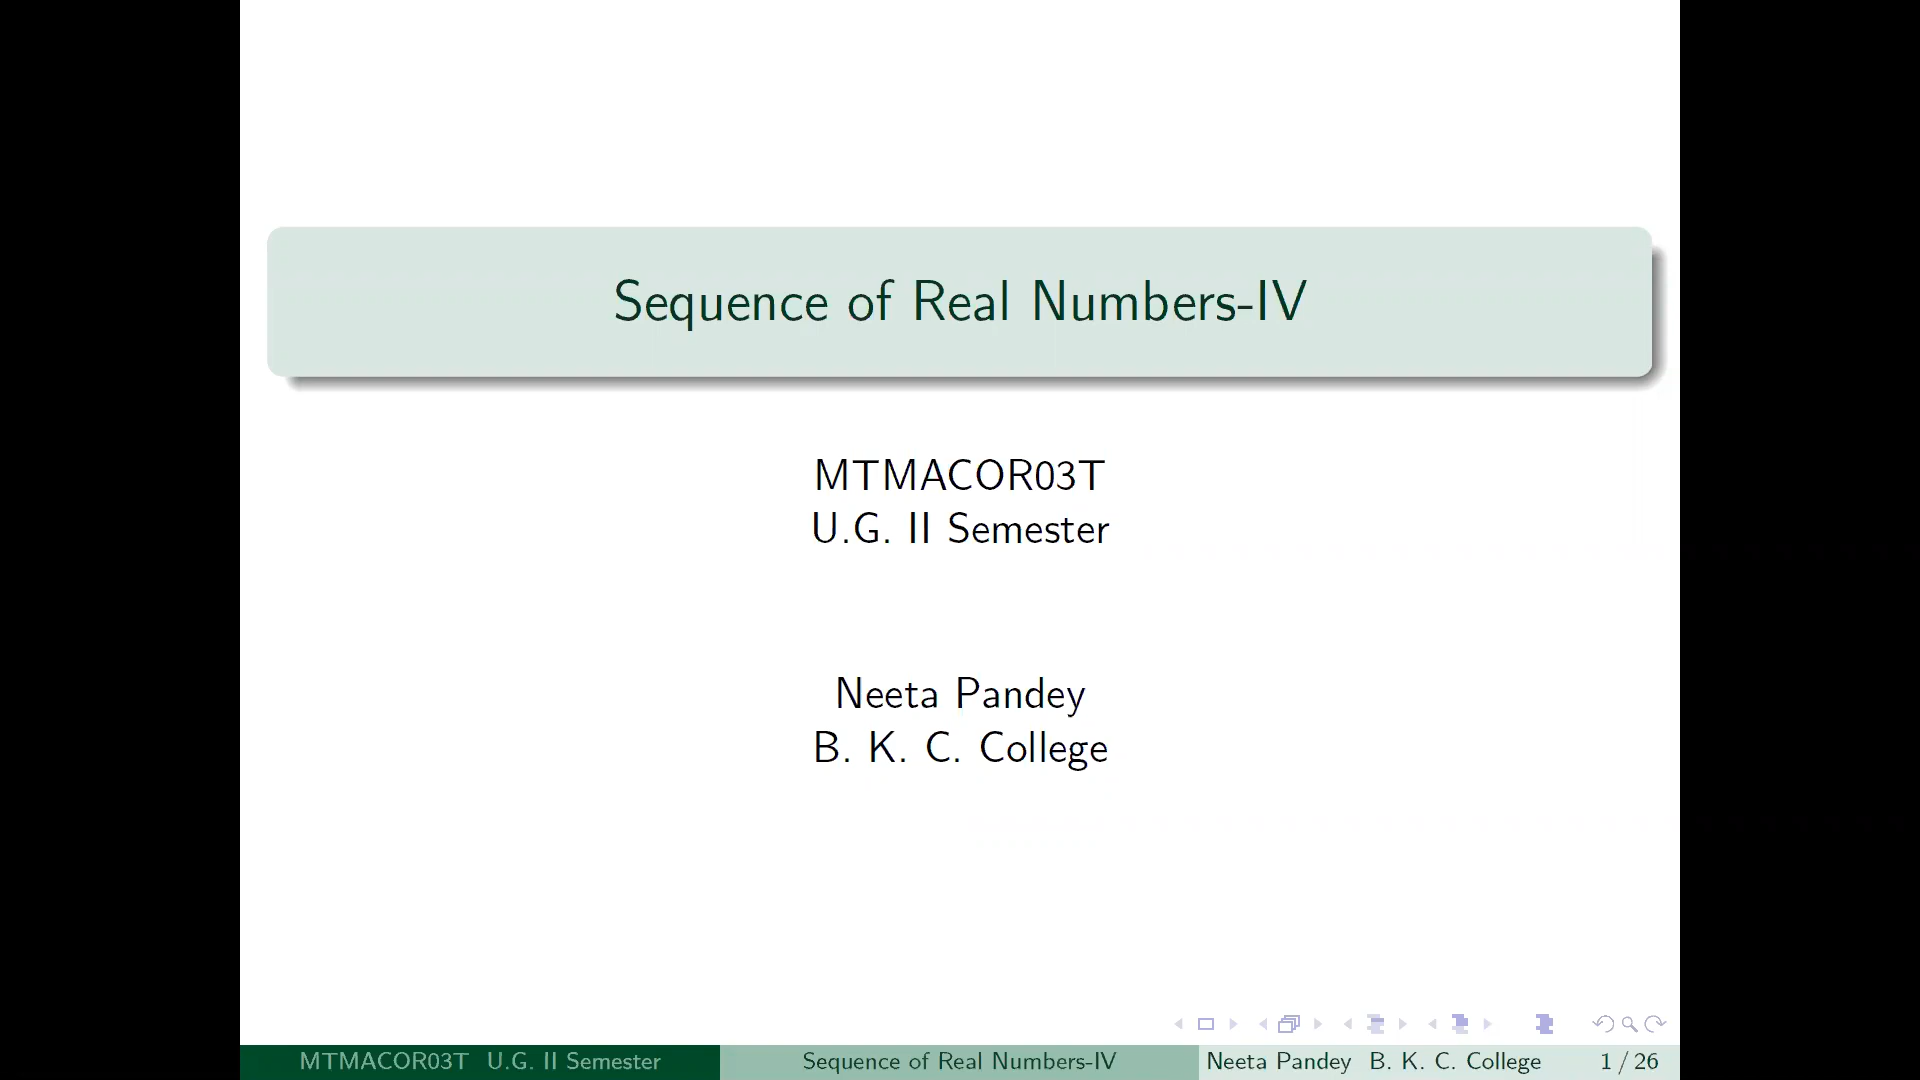 Sequence of Real Numbers-IV
MTMACOR03T
U.G. II Semester
Neeta Pandey
B. K. C. College
MTMACOR03T U.G. II Semester
Sequence of Real Numbers-IV
Neeta Pandey B. K. C. College
1 / 26